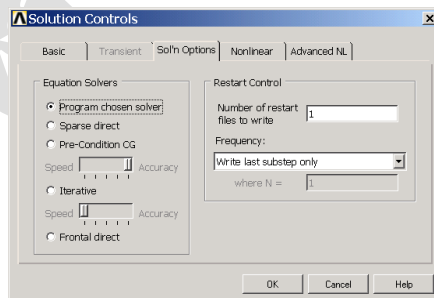 Solution Controls
Basic
Transient
Sol'n Options
Nonlinear
Advanced NL
Equation Solvers
Program chosen solver
Sparse direct
Pre-Condition CG
Speed
Accuracy
Iterative
Speed
Accuracy
Frontal direct
Restart Control
Number of restart
files to write
1
Frequency:
Write last substep only
where N =
1
OK
Cancel
Help